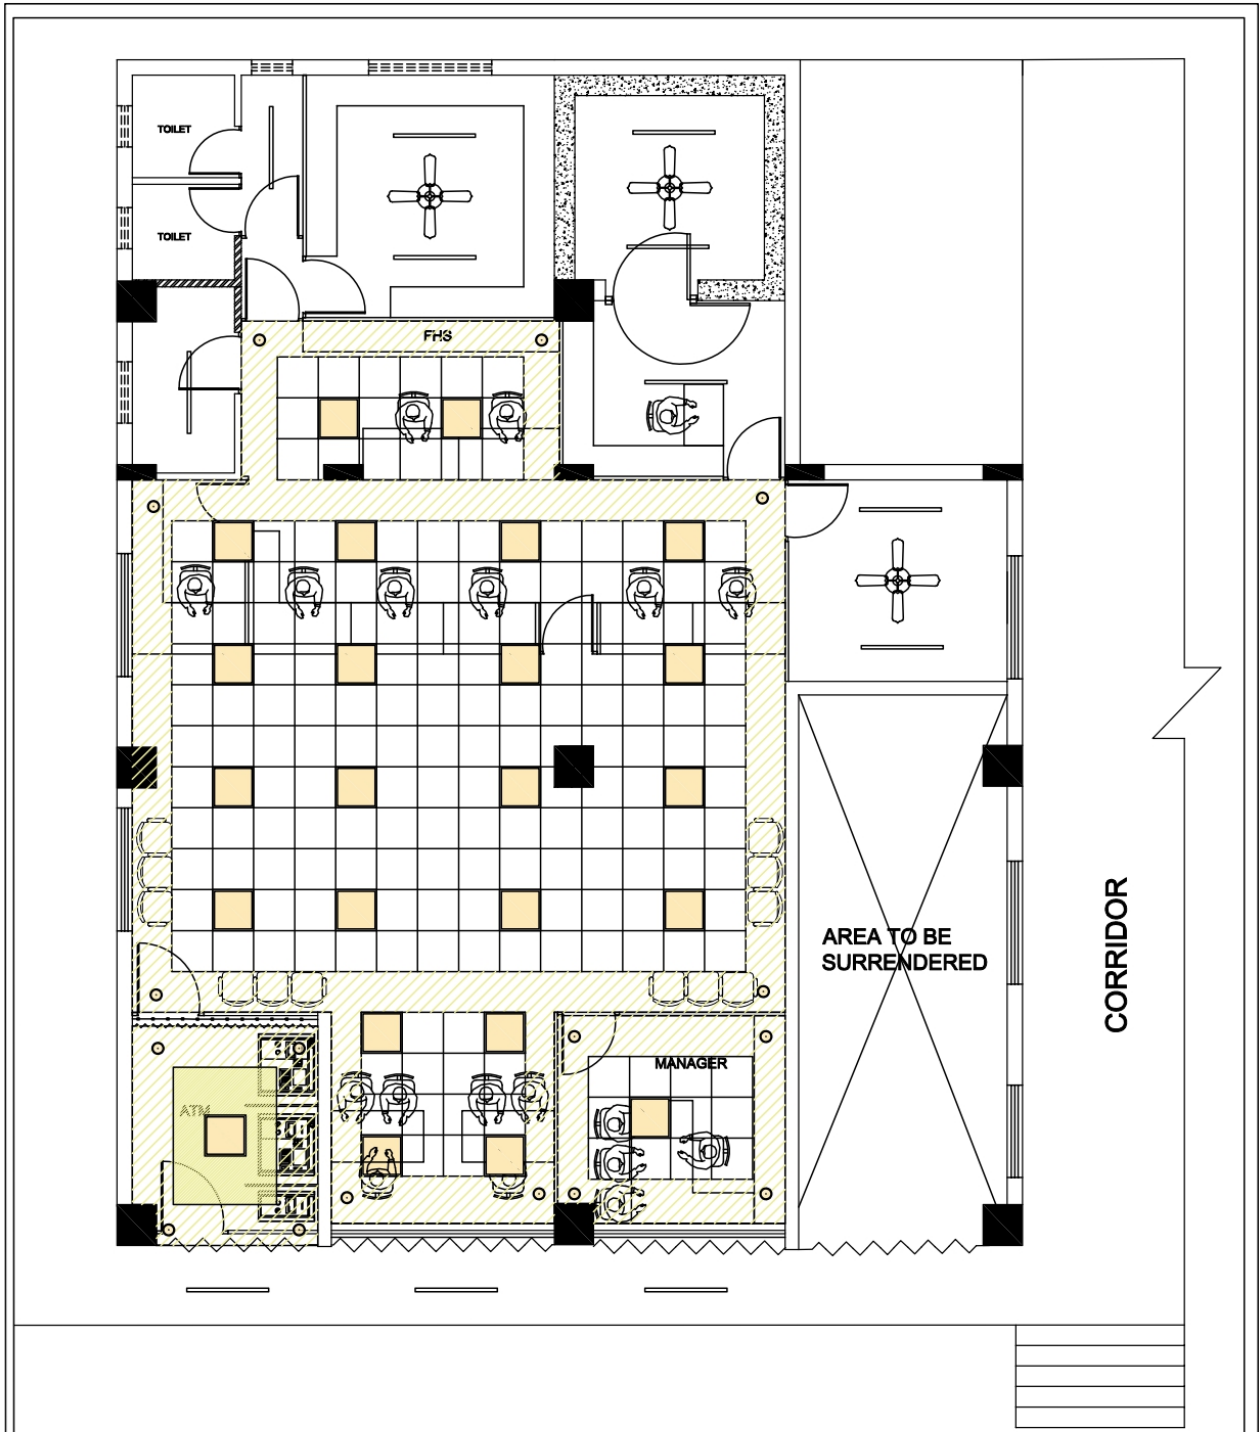 TOILET
TOILET
FHS
AREA TO BE
SURRENDERED
CORRIDOR
MANAGER
ATM